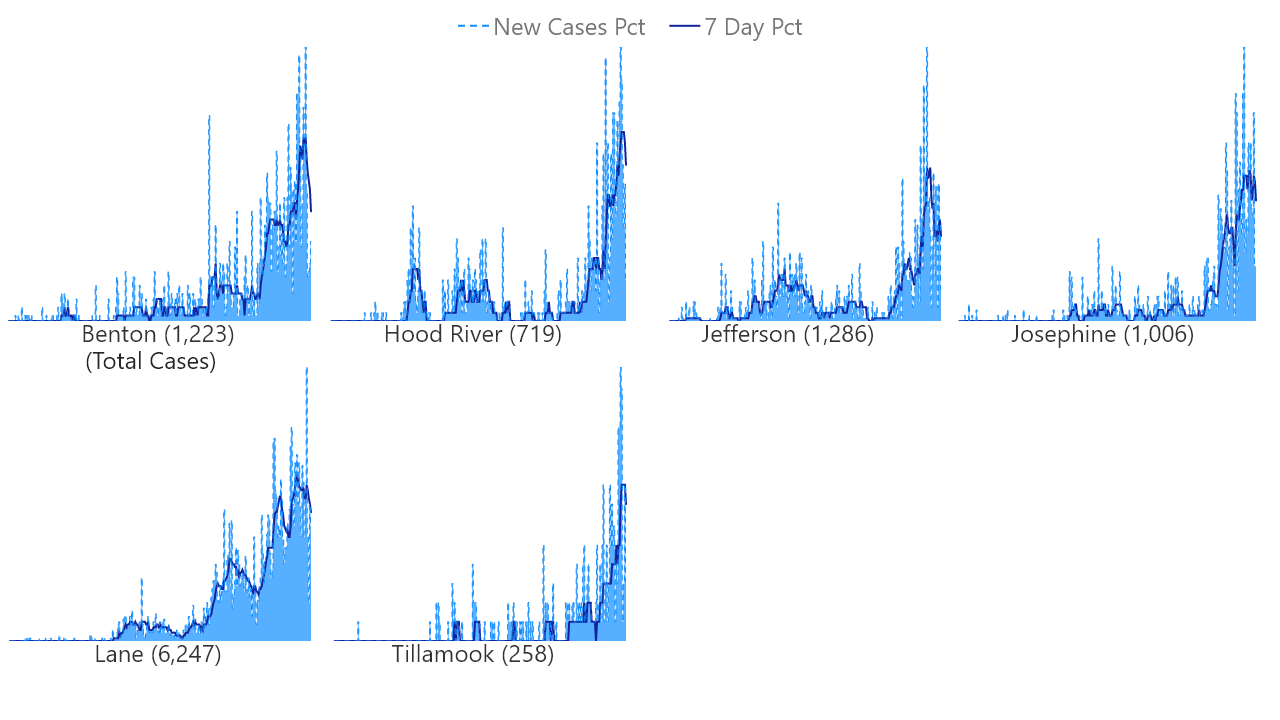 New Cases Pct 7 Day Pct
Benton (1,223)
(Total Cases)
Hood River (719)
Jefferson (1,286)
Josephine (1,006)
Lane (6,247)
Tillamook (258)